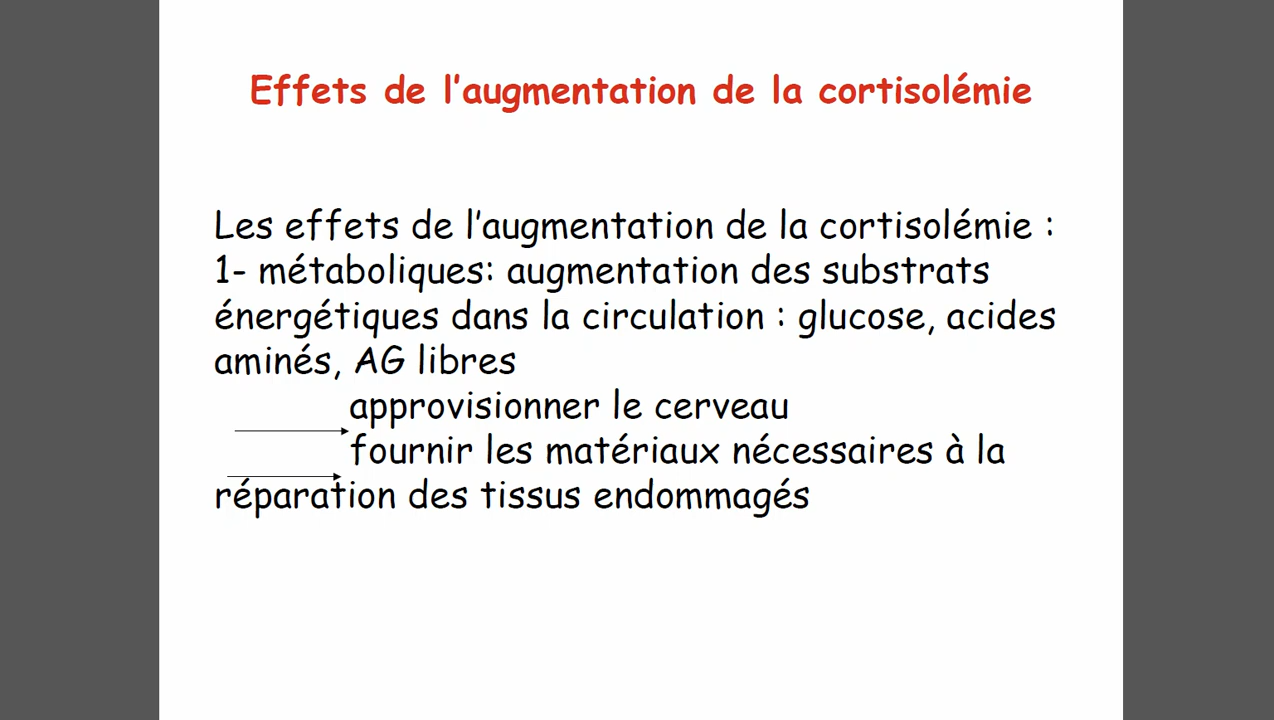 Effets de l’augmentation de la cortisolémie
Les effets de l’augmentation de la cortisolémie :
1- métaboliques: augmentation des substrats
énergétiques dans la circulation : glucose, acides
aminés, AG libres
approvisionner le cerveau
fournir les matériaux nécessaires à la
réparation des tissus endommagés